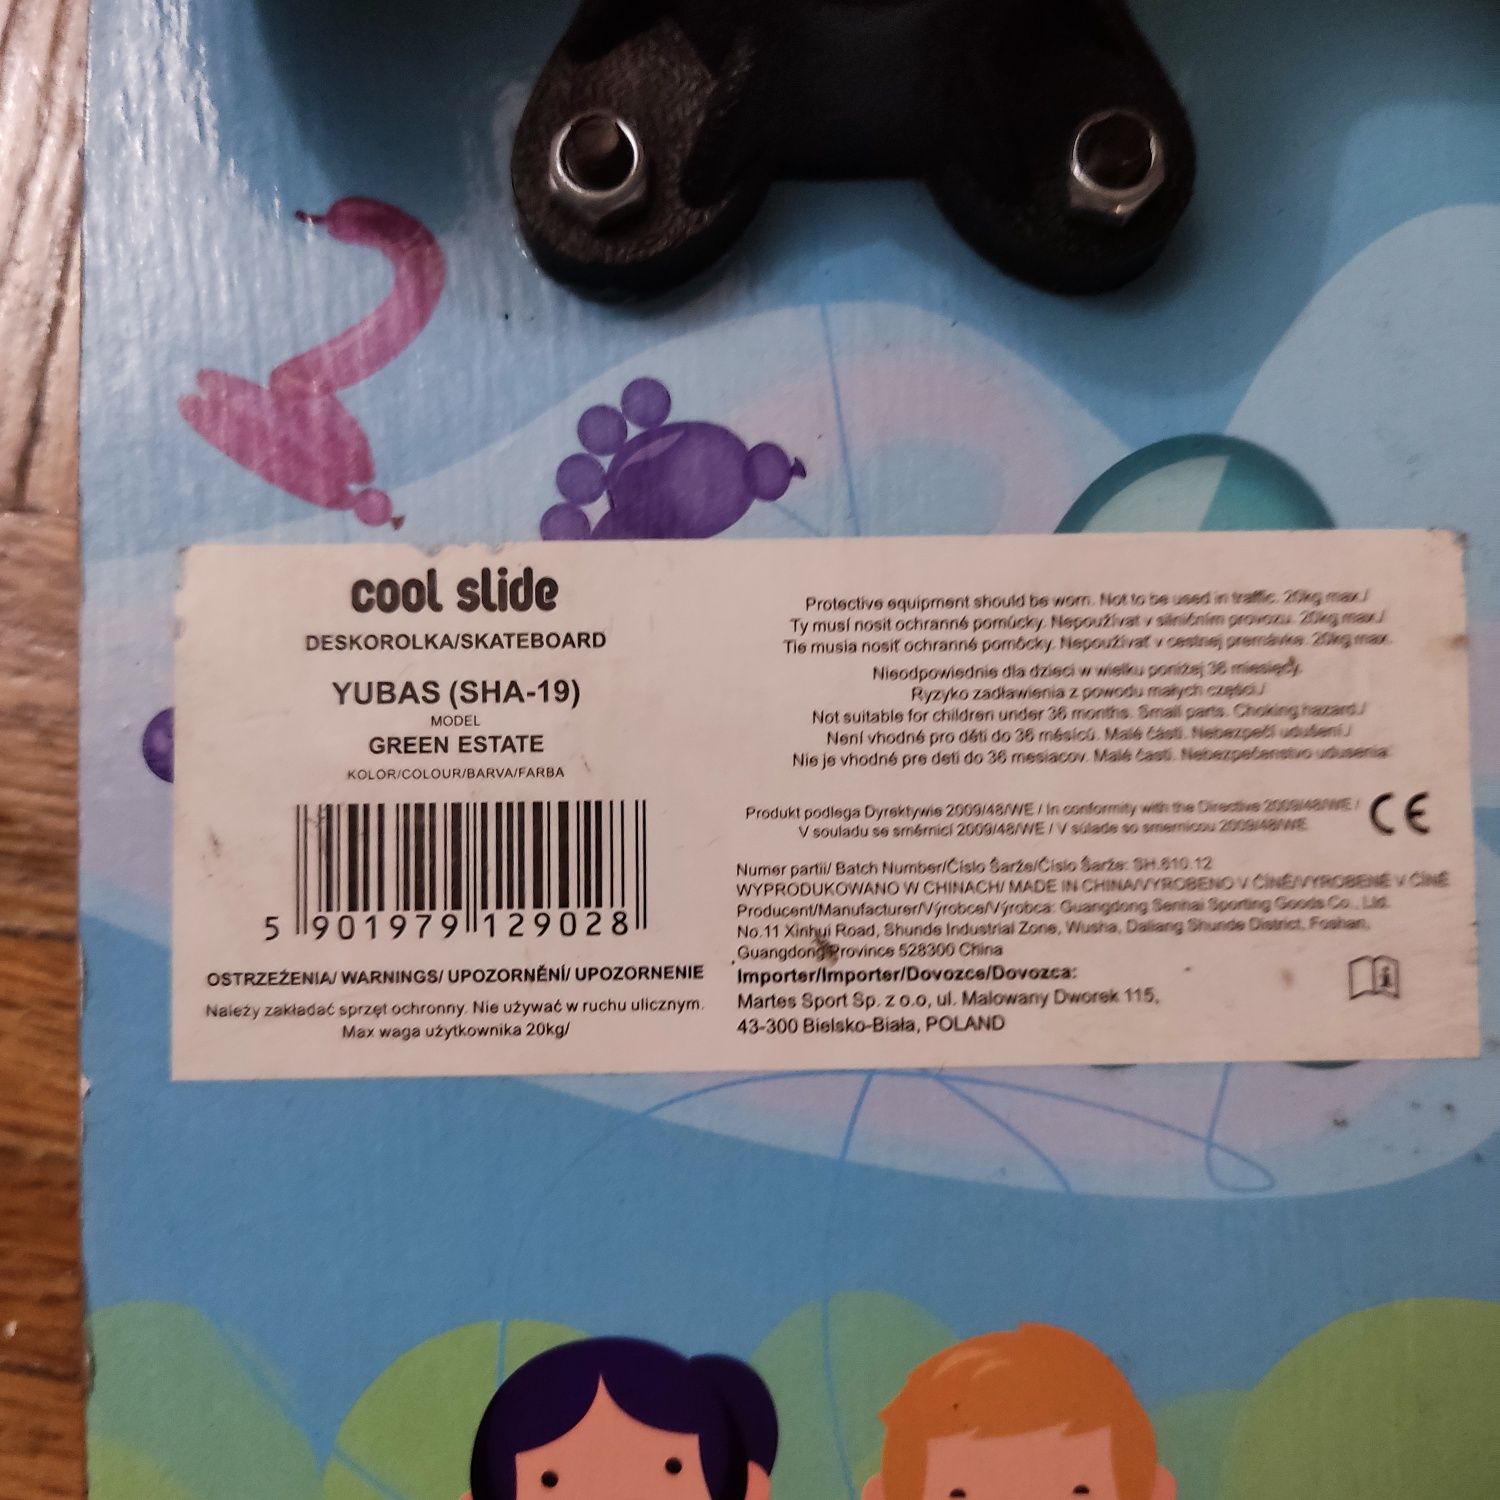 cool slide
DESKOROLKA/SKATEBOARD
YUBAS (SHA-19)
MODEL
GREEN ESTATE
KOLOR/COLOUR/BARVA/FARBA
5 901979 129028
OSTRZEŻENIA/ WARNINGS/ UPOZORNĚNÍ/ UPOZORNENIE
Należy zakładać sprzęt ochronny. Nie używać w ruchu ulicznym.
Max waga użytkownika 20kg/
Protective equipment should be worn. Not to be used in traffic. 20kg max./
Ty musí nosit ochranné pomůcky. Nepoužívat v silničním provozu. 20kg max./
Tie musia nosiť ochranné pomôcky. Nepoužívať v cestnej premávke. 20kg max.
Nieodpowiednie dla dzieci w wieku poniżej 36 miesięcy.
Ryzyko zadławienia z powodu małych części./
Not suitable for children under 36 months. Small parts. Choking hazard./
Není vhodné pro děti do 36 měsíců. Malé části. Nebezpečí udušení./
Nie je vhodné pre deti do 36 mesiacov. Malé časti. Nebezpečenstvo udusenia.
Produkt podlega Dyrektywie 2009/48/WE / In conformity with the Directive 2009/48/WE /
V souladu se směrnicí 2009/48/WE / V súlade so smernicou 2009/48/WE
CE
Numer partii/ Batch Number/Číslo Šarže/Číslo Šarže: SH.610.12
WYPRODUKOWANO W CHINACH/ MADE IN CHINA/VYROBENO V ČÍNĚ/VYROBENÉ V ČÍNE
Producent/Manufacturer/Výrobce/Výrobca: Guangdong Senhai Sporting Goods Co., Ltd.
No.11 Xinhui Road, Shunde Industrial Zone, Wusha, Daliang Shunde District, Foshan,
Guangdong Province 528300 China
Importer/Importer/Dovozce/Dovozca:
Martes Sport Sp. z o.o, ul. Malowany Dworek 115,
43-300 Bielsko-Biała, POLAND